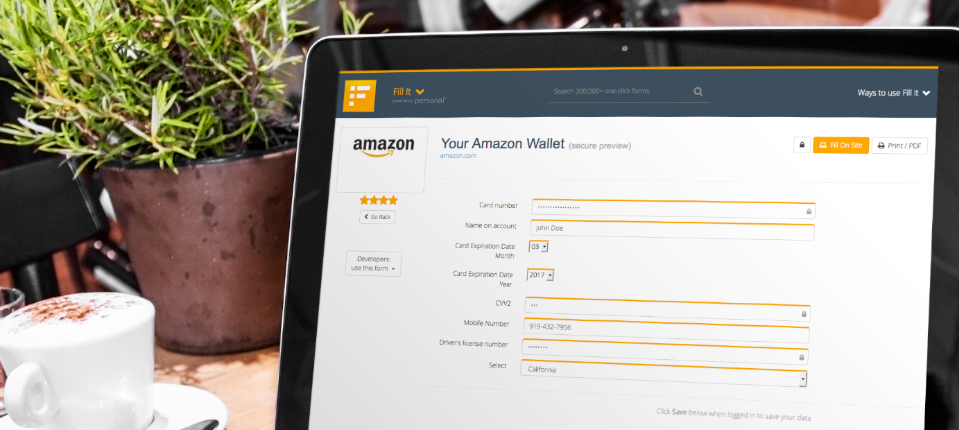 Fill It
powered by personal
Search 300,000+ one-click forms
Ways to use Fill It
amazon
Your Amazon Wallet (secure preview)
amazon.com
Fill On Site
Print / PDF
Go Back
Developers:
use this form
Card number
••••••••••••••••
Name on account
John Doe
Card Expiration Date
Month
03
Card Expiration Date
Year
2017
CVV2
•••
Mobile Number
919-432-7956
Driver's license number
••••••••
Select
California
Click Save below when logged in to save your data